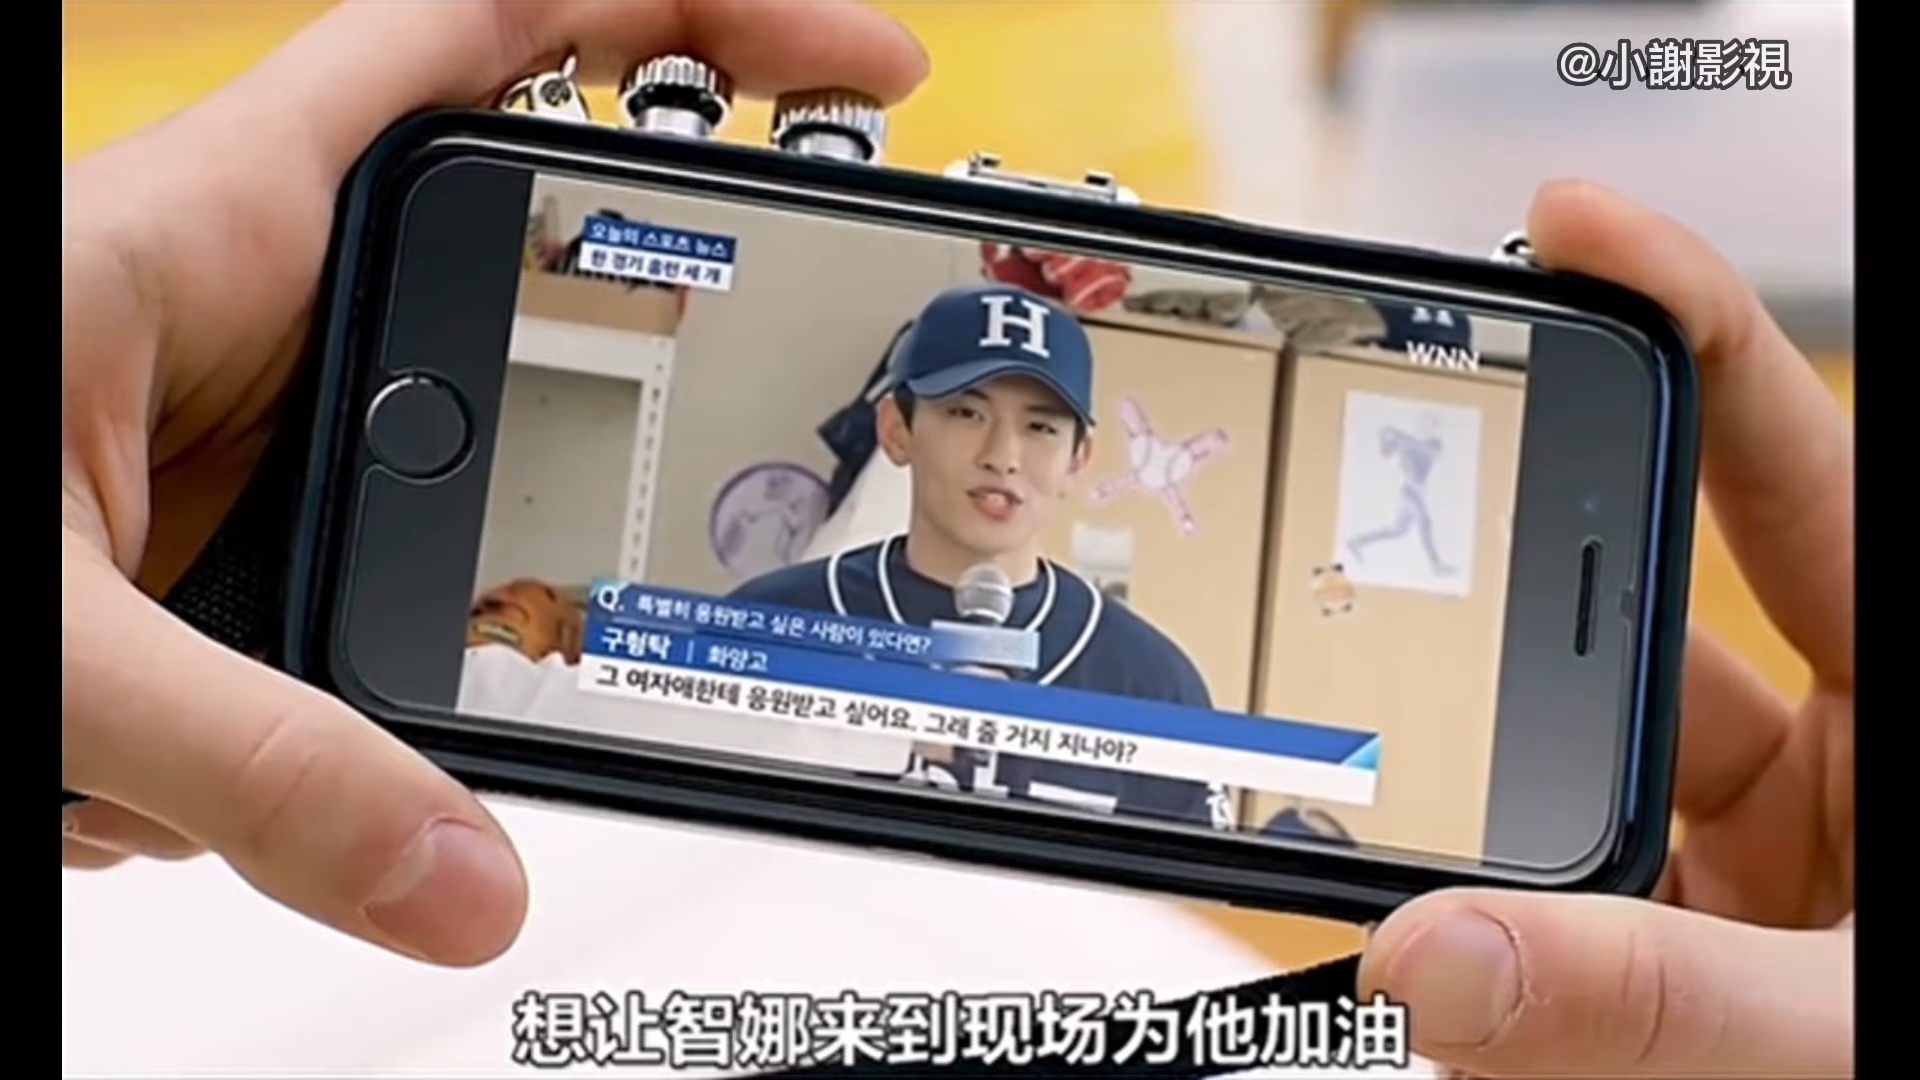 @小謝影視
오늘의 스포츠 뉴스
한 경기 홈런 세 개
H
WNN
Q. 특별히 응원받고 싶은 사람이 있다면?
구형탁 | 화양고
그 여자애한테 응원받고 싶어요. 그래 줄 거지 지나야?
想让智娜来到现场为他加油